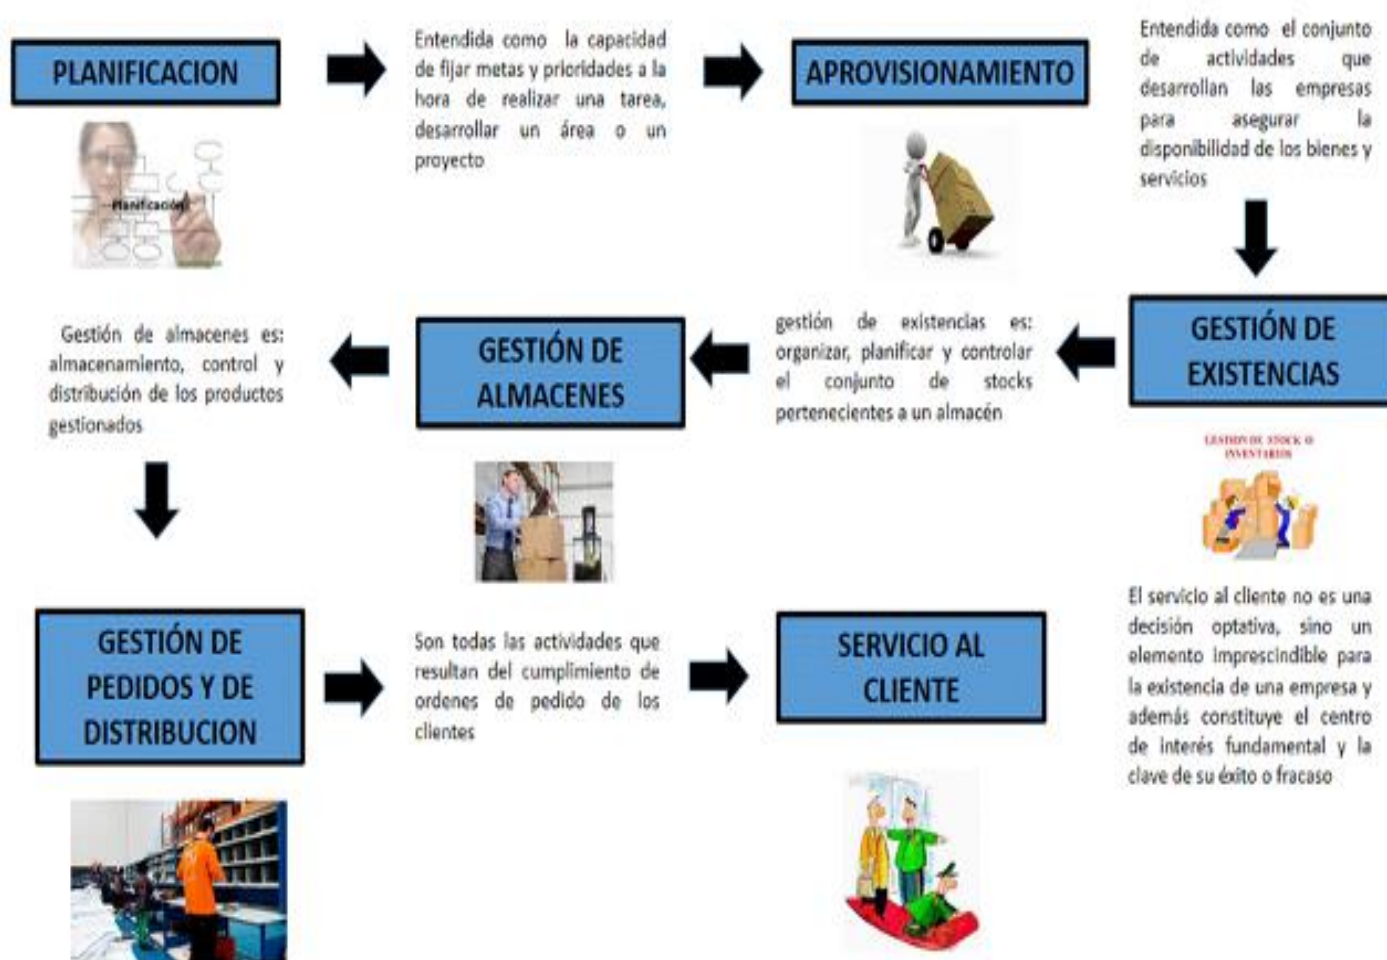 PLANIFICACION
Entendida como la capacidad
de fijar metas y prioridades a la
hora de realizar una tarea,
desarrollar un área o un
proyecto
APROVISIONAMIENTO
Entendida como el conjunto
de actividades que
desarrollan las empresas
para asegurar la
disponibilidad de los bienes y
servicios
Planificación
GESTIÓN DE
EXISTENCIAS
gestión de existencias es:
organizar, planificar y controlar
el conjunto de stocks
pertenecientes a un almacén
GESTIÓN DE
ALMACENES
Gestión de almacenes es:
almacenamiento, control y
distribución de los productos
gestionados
GESTION DE STOCK O
INVENTARIOS
GESTIÓN DE
PEDIDOS Y DE
DISTRIBUCION
Son todas las actividades que
resultan del cumplimiento de
ordenes de pedido de los
clientes
SERVICIO AL
CLIENTE
El servicio al cliente no es una
decisión optativa, sino un
elemento imprescindible para
la existencia de una empresa y
además constituye el centro
de interés fundamental y la
clave de su éxito o fracaso